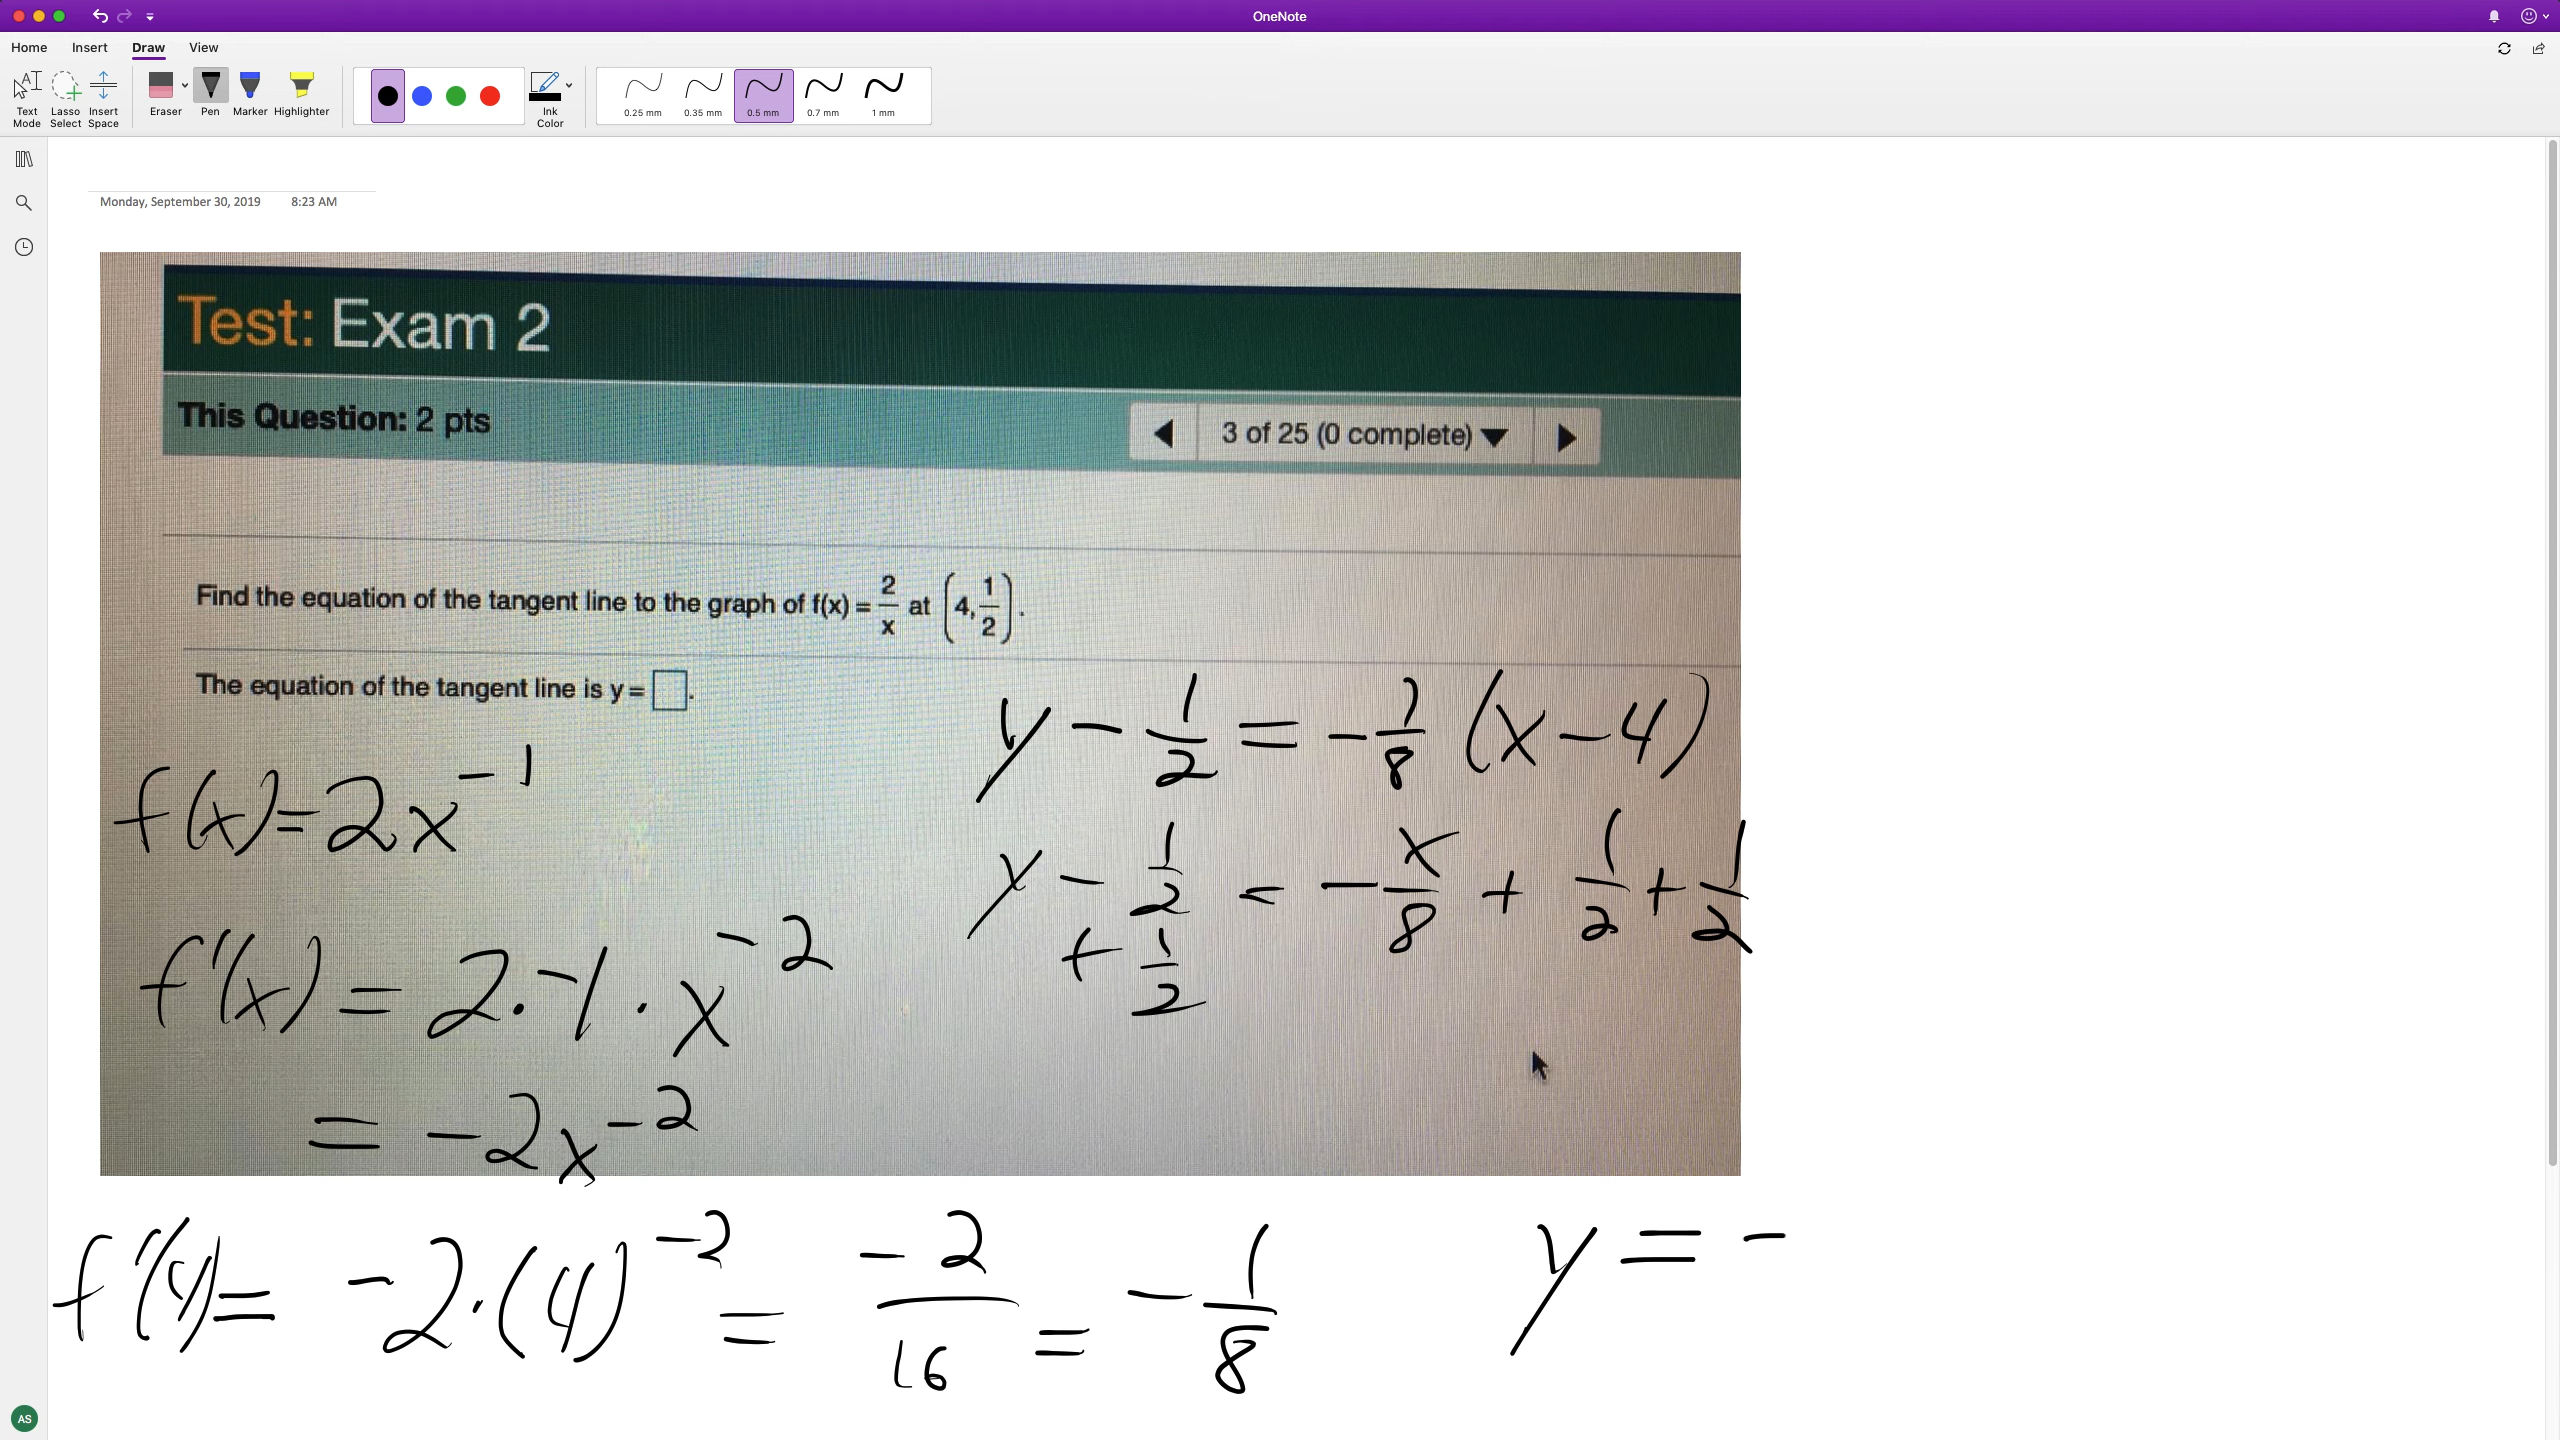 OneNote
Home Insert Draw View
Text Mode Lasso Select Insert Space Eraser Pen Marker Highlighter Ink Color 0.25 mm 0.35 mm 0.5 mm 0.7 mm 1 mm
Monday, September 30, 2019 8:23 AM
Test: Exam 2
This Question: 2 pts
3 of 25 (0 complete)
Find the equation of the tangent line to the graph of f(x) = 2/x at (4, 1/2).
The equation of the tangent line is y = .
y - 1/2 = - 1/8 (x - 4)
f(x) = 2x^-1
y - 1/2 = - x/8 + 1/2 + 1/2
+ 1/2
f'(x) = 2 · -1 · x^-2
= -2x^-2
f'(4) = -2 · (4)^-2 = -2/16 = - 1/8
y = -
AS